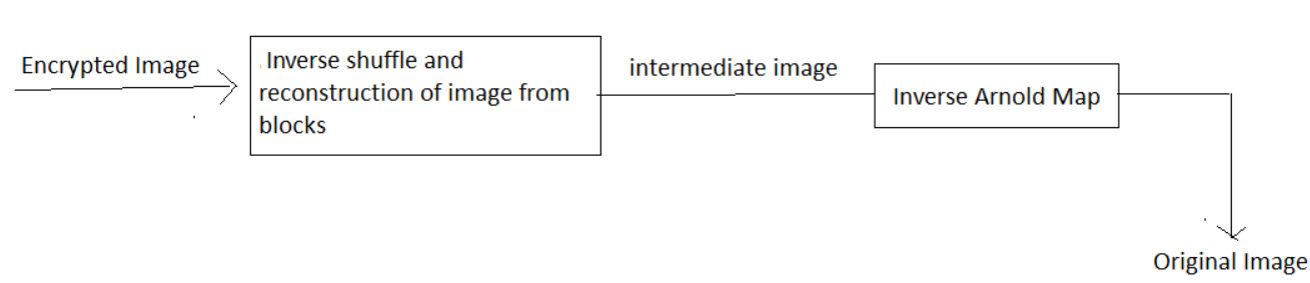 Encrypted Image
Inverse shuffle and
reconstruction of image from
blocks
intermediate image
Inverse Arnold Map
Original Image